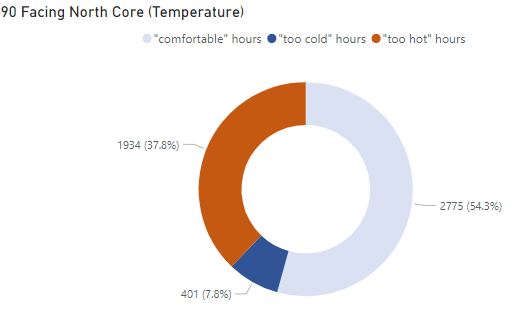 90 Facing North Core (Temperature)
"comfortable" hours "too cold" hours "too hot" hours
1934 (37.8%)
2775 (54.3%)
401 (7.8%)